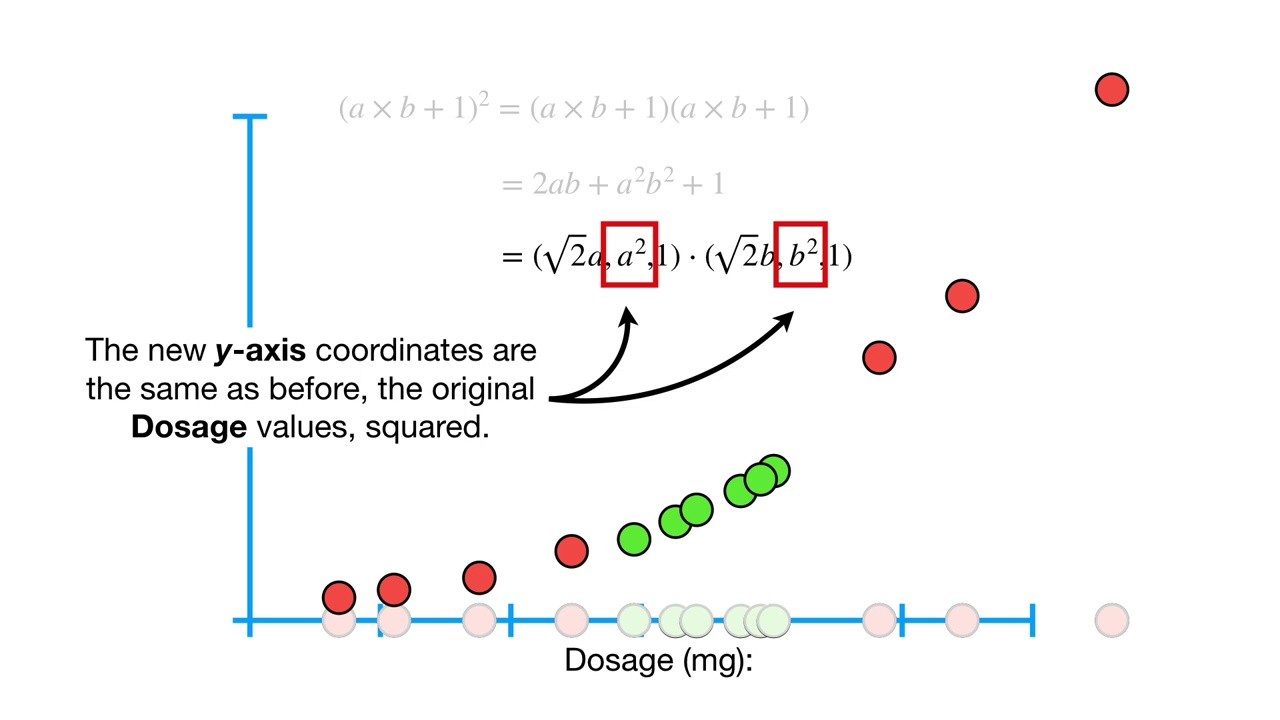 (a × b + 1)² = (a × b + 1)(a × b + 1)
= 2ab + a²b² + 1
= (√2a, a², 1) · (√2b, b², 1)
The new y-axis coordinates are
the same as before, the original
Dosage values, squared.
Dosage (mg):